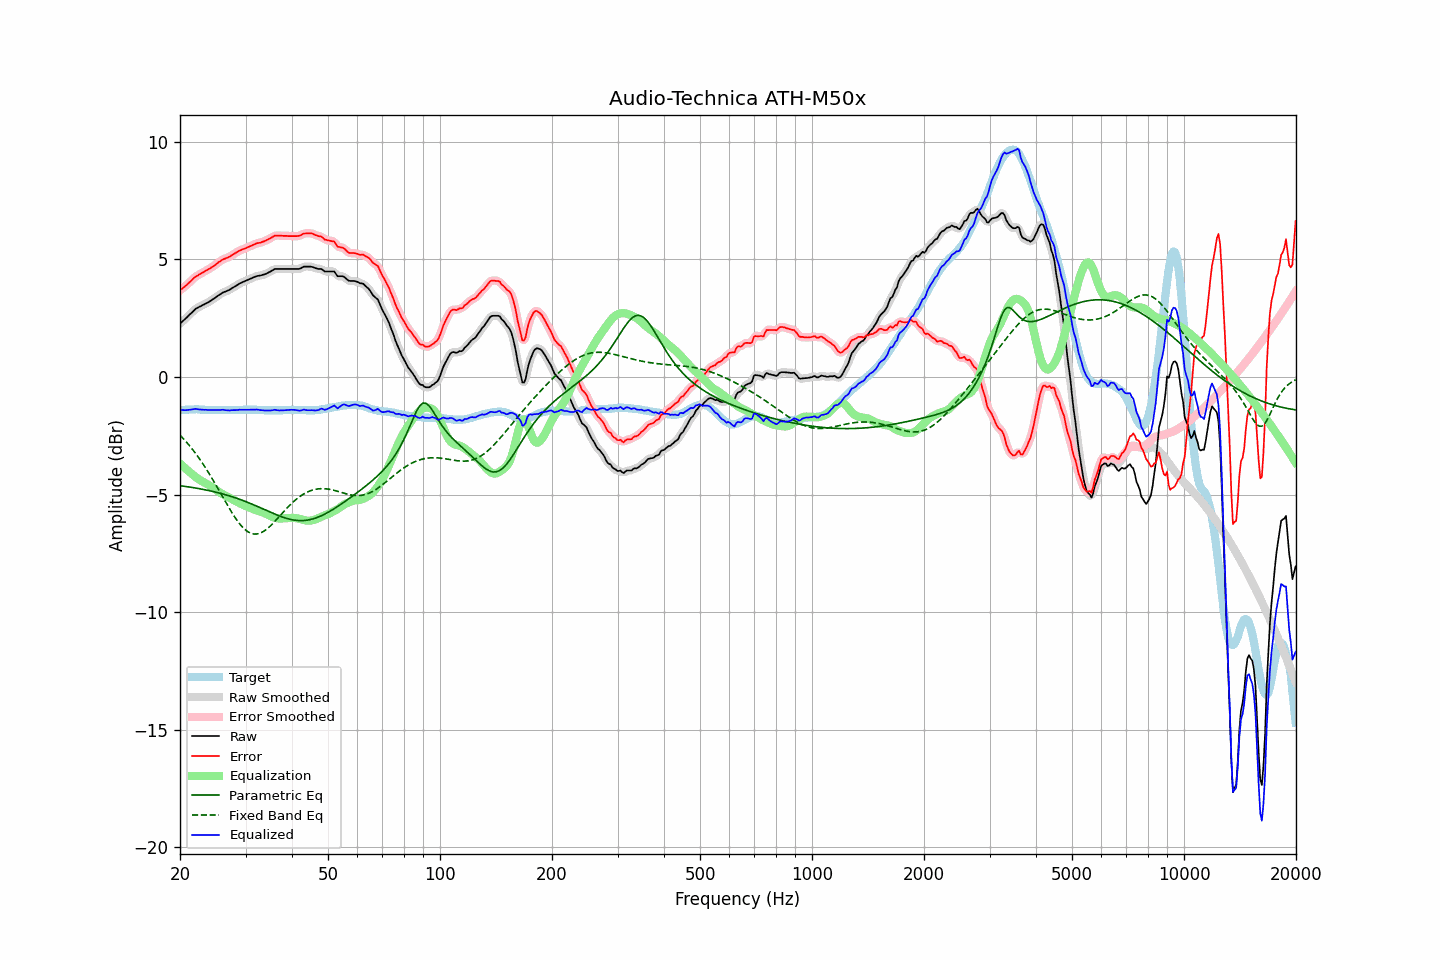 Audio-Technica ATH-M50x
Amplitude (dBr)
10
5
0
−5
−10
−15
−20
Target
Raw Smoothed
Error Smoothed
Raw
Error
Equalization
Parametric Eq
Fixed Band Eq
Equalized
20 50 100 200 500 1000 2000 5000 10000 20000
Frequency (Hz)